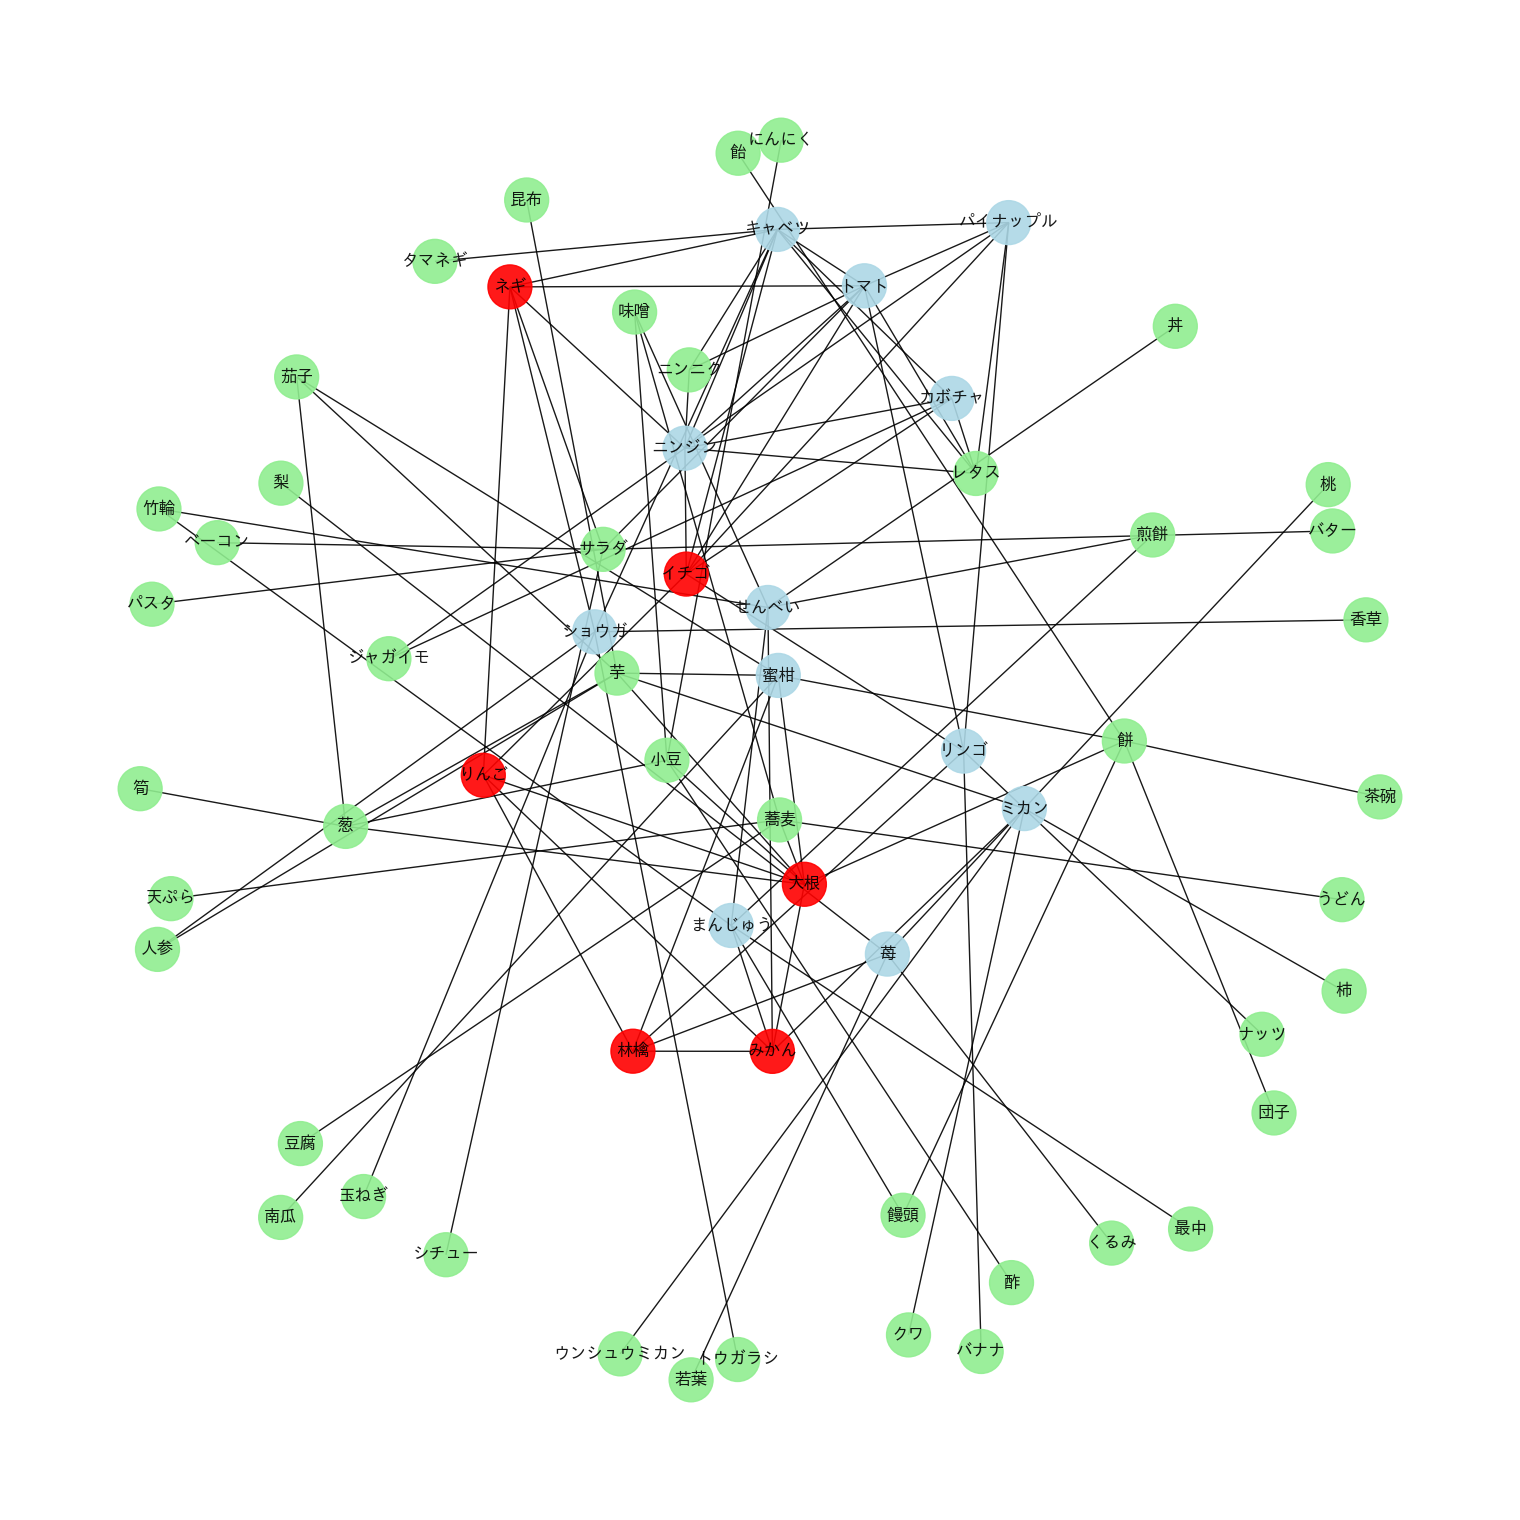 にんにく
飴
昆布
パイナップル
キャベツ
タマネギ
トマト
ネギ
味噌
丼
ニンニク
茄子
カボチャ
ニンジン
レタス
梨
桃
竹輪
バター
煎餅
ベーコン
サラダ
イチゴ
パスタ
せんべい
香草
ショウガ
ジャガイモ
芋
蜜柑
餅
リンゴ
小豆
りんご
筍
茶碗
ミカン
蕎麦
葱
大根
天ぷら
うどん
まんじゅう
人参
苺
柿
ナッツ
林檎
みかん
団子
豆腐
玉ねぎ
南瓜
饅頭
最中
くるみ
シチュー
酢
クワ
バナナ
ウンシュウミカン
トウガラシ
若葉